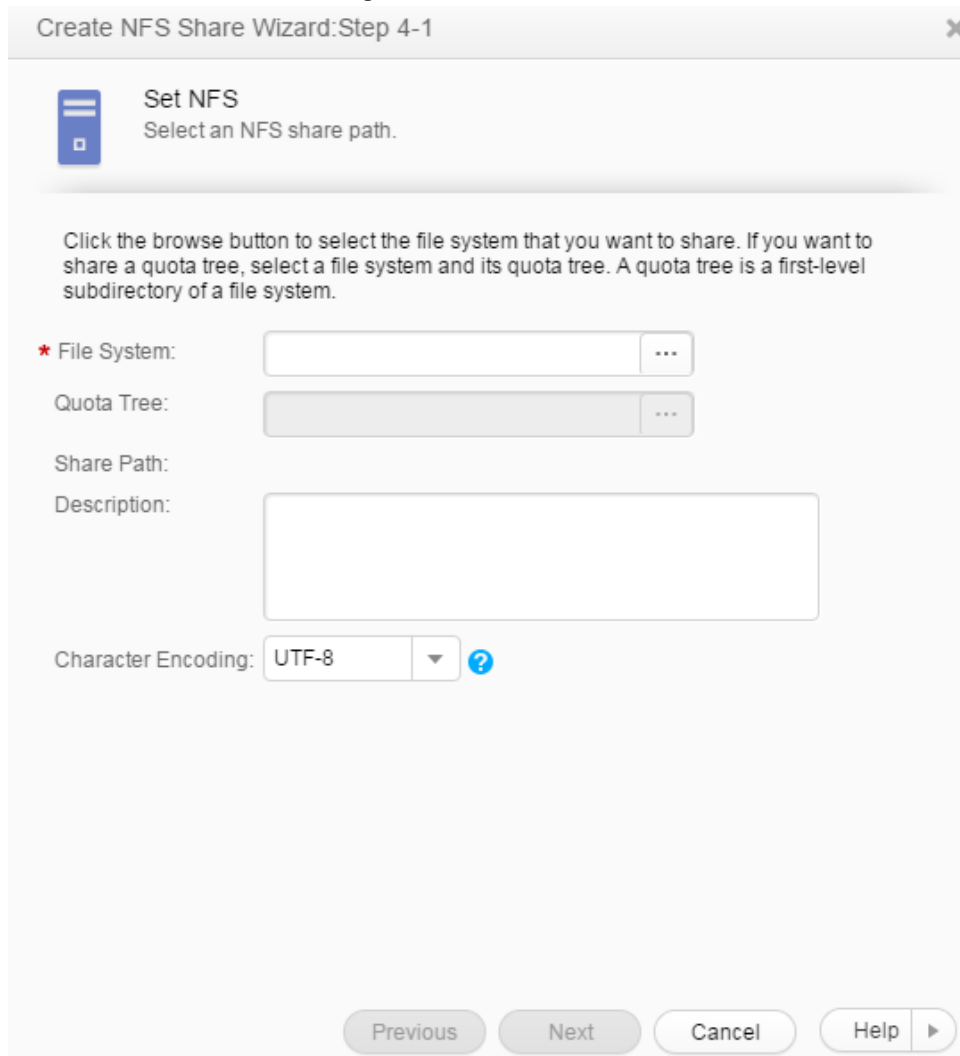 Create NFS Share Wizard:Step 4-1
Set NFS
Select an NFS share path.
Click the browse button to select the file system that you want to share. If you want to
share a quota tree, select a file system and its quota tree. A quota tree is a first-level
subdirectory of a file system.
* File System:
...
Quota Tree:
...
Share Path:
Description:
Character Encoding: UTF-8
?
Previous Next Cancel Help